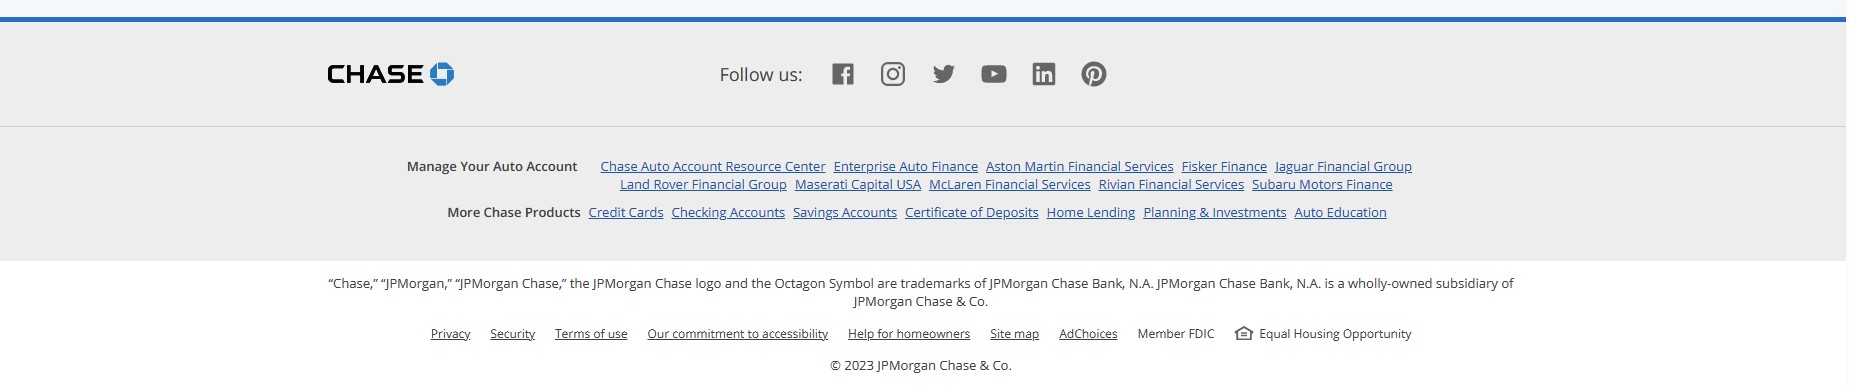 CHASE
Follow us:
Manage Your Auto Account Chase Auto Account Resource Center Enterprise Auto Finance Aston Martin Financial Services Fisker Finance Jaguar Financial Group
Land Rover Financial Group Maserati Capital USA McLaren Financial Services Rivian Financial Services Subaru Motors Finance
More Chase Products Credit Cards Checking Accounts Savings Accounts Certificate of Deposits Home Lending Planning & Investments Auto Education
“Chase,” “JPMorgan,” “JPMorgan Chase,” the JPMorgan Chase logo and the Octagon Symbol are trademarks of JPMorgan Chase Bank, N.A. JPMorgan Chase Bank, N.A. is a wholly-owned subsidiary of
JPMorgan Chase & Co.
Privacy Security Terms of use Our commitment to accessibility Help for homeowners Site map AdChoices Member FDIC Equal Housing Opportunity
© 2023 JPMorgan Chase & Co.